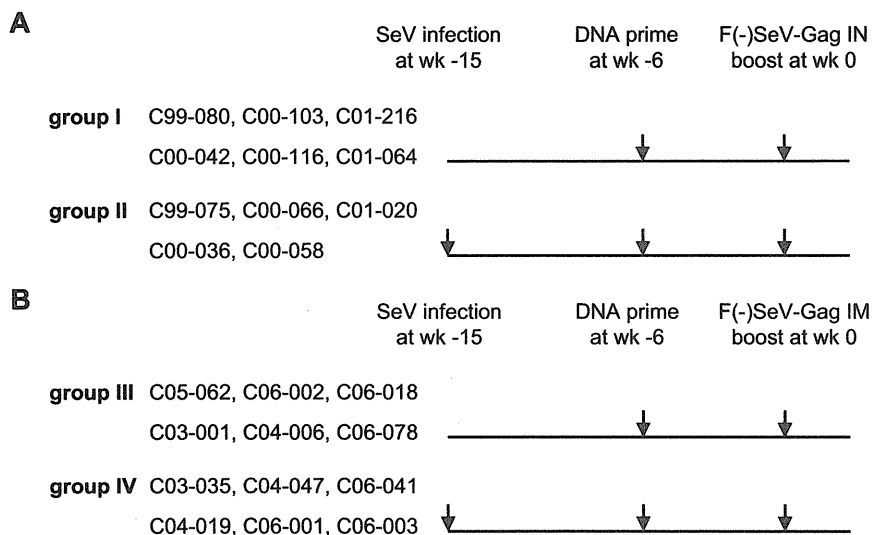 A
SeV infection at wk -15
DNA prime at wk -6
F(-)SeV-Gag IN boost at wk 0
group I C99-080, C00-103, C01-216
C00-042, C00-116, C01-064
group II C99-075, C00-066, C01-020
C00-036, C00-058
B
SeV infection at wk -15
DNA prime at wk -6
F(-)SeV-Gag IM boost at wk 0
group III C05-062, C06-002, C06-018
C03-001, C04-006, C06-078
group IV C03-035, C04-047, C06-041
C04-019, C06-001, C06-003